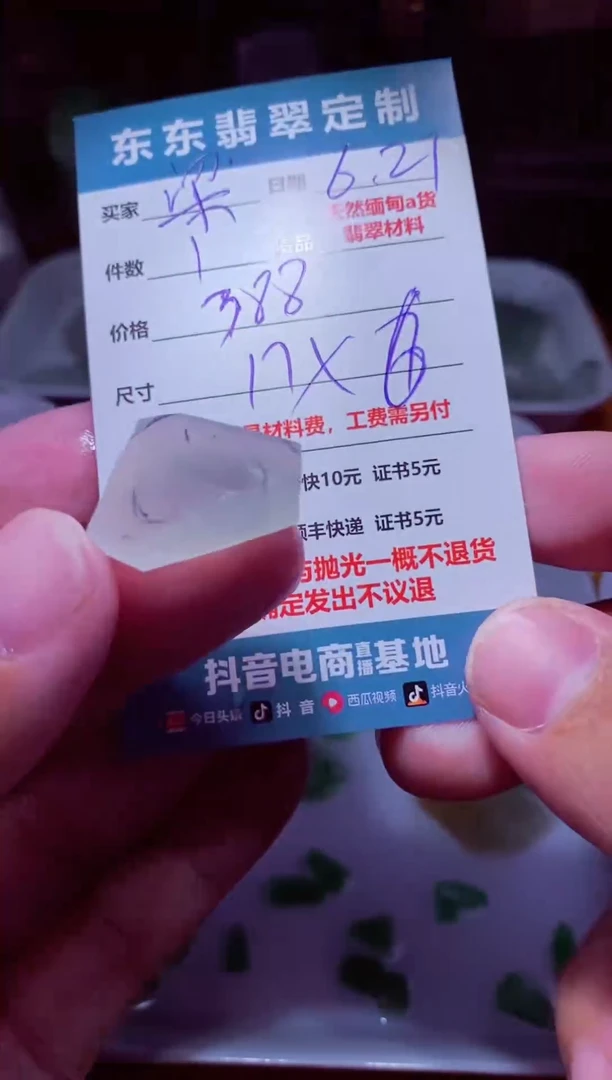 东东翡翠定制
买家 梁 日期 6.21
天然缅甸a货
翡翠材料
件数 1
价格 388
尺寸 17×6
材料费，工费需另付
快10元 证书5元
顺丰快递 证书5元
抛光一概不退货
定发出不议退
抖音电商直播基地
今日头条 抖音 西瓜视频 抖音火